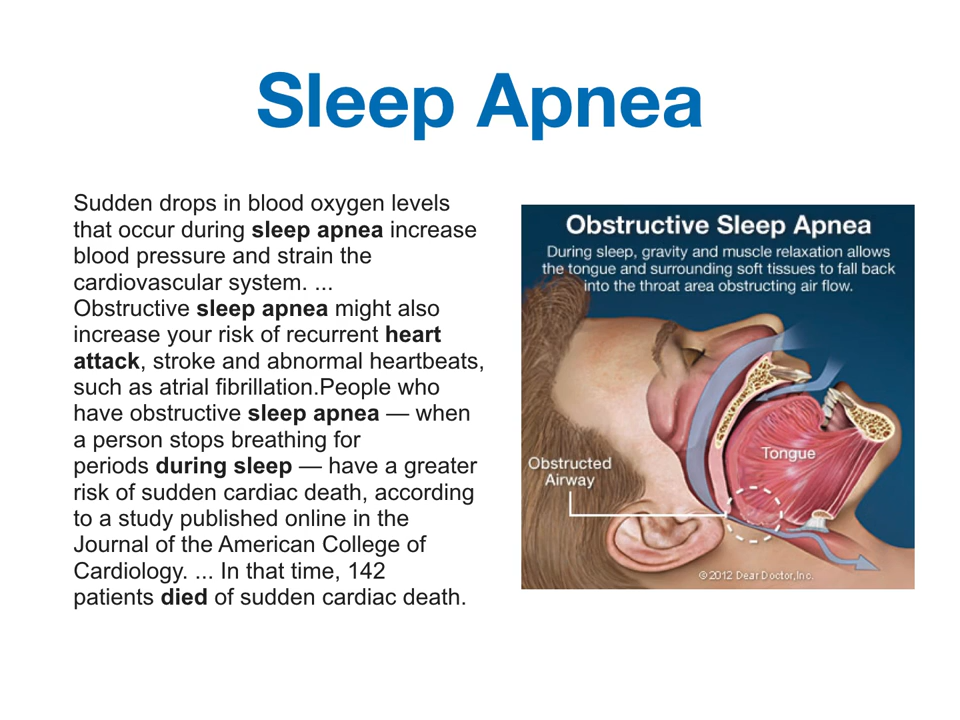 Sleep Apnea
Sudden drops in blood oxygen levels
that occur during sleep apnea increase
blood pressure and strain the
cardiovascular system. ...
Obstructive sleep apnea might also
increase your risk of recurrent heart
attack, stroke and abnormal heartbeats,
such as atrial fibrillation.People who
have obstructive sleep apnea — when
a person stops breathing for
periods during sleep — have a greater
risk of sudden cardiac death, according
to a study published online in the
Journal of the American College of
Cardiology. ... In that time, 142
patients died of sudden cardiac death.
Obstructive Sleep Apnea
During sleep, gravity and muscle relaxation allows
the tongue and surrounding soft tissues to fall back
into the throat area obstructing air flow.
Tongue
Obstructed
Airway
©2012 Dear Doctor,Inc.